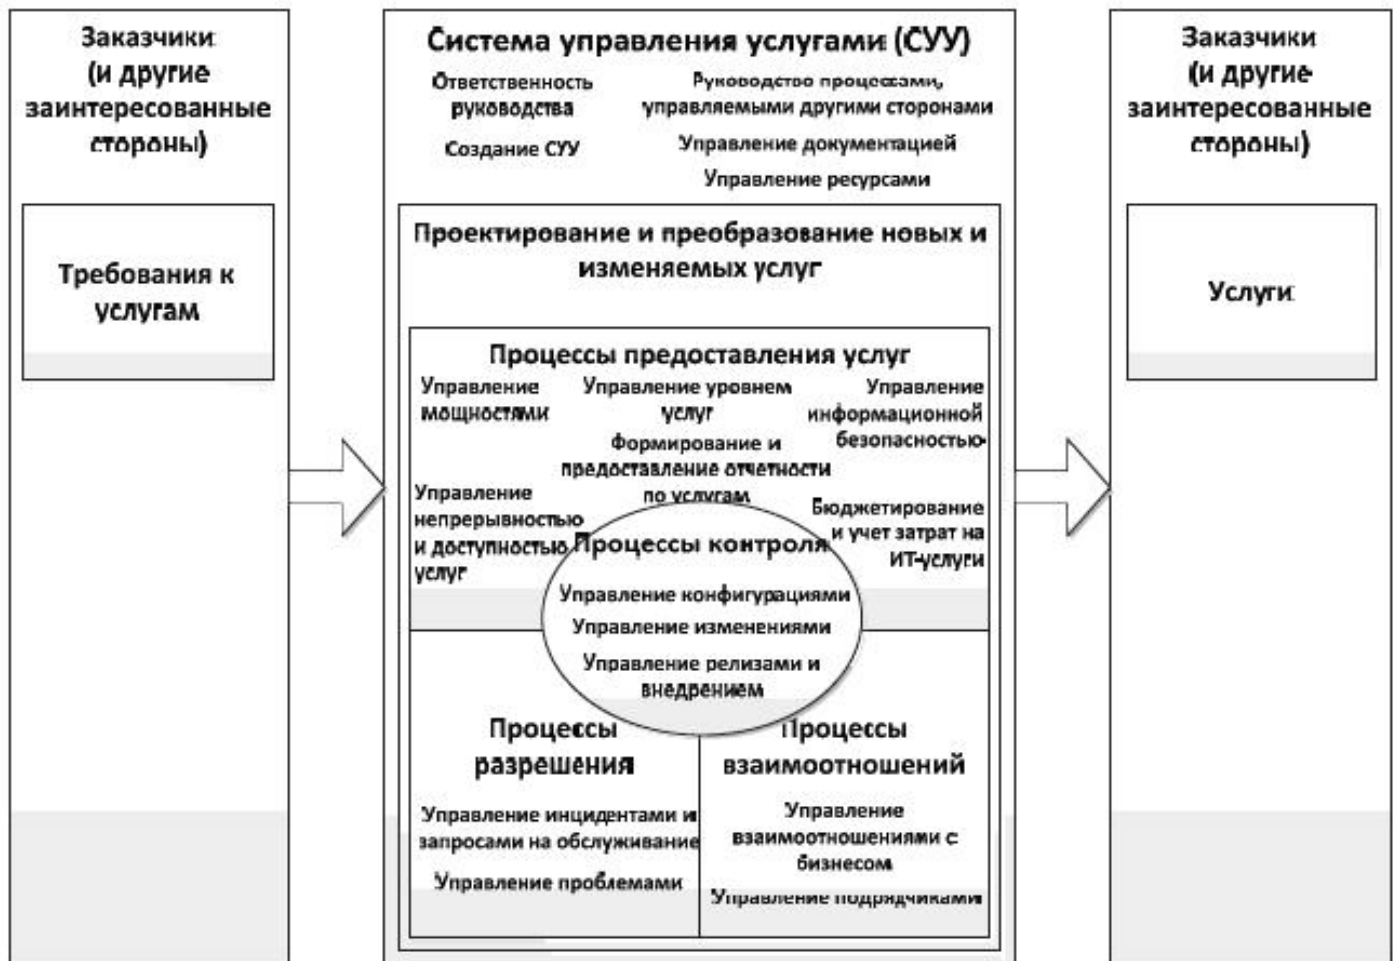 Заказчики
(и другие
заинтересованные
стороны)
Требования к
услугам
Система управления услугами (СУУ)
Ответственность
руководства
Создание СУУ
Руководство процессами,
управляемыми другими сторонами
Управление документацией
Управление ресурсами
Проектирование и преобразование новых и
изменяемых услуг
Процессы предоставления услуг
Управление
мощностями
Управление уровнем
услуг
Управление
информационной
безопасностью
Формирование и
предоставление отчетности
по услугам
Управление
непрерывностью
и доступностью
услуг
Бюджетирование
и учет затрат на
ИТ-услуги
Процессы контроля
Управление конфигурациями
Управление изменениями
Управление релизами и
внедрением
Процессы
разрешения
Управление инцидентами и
запросами на обслуживание
Управление проблемами
Процессы
взаимоотношений
Управление
взаимоотношениями с
бизнесом
Управление подрядчиками
Заказчики
(и другие
заинтересованные
стороны)
Услуги